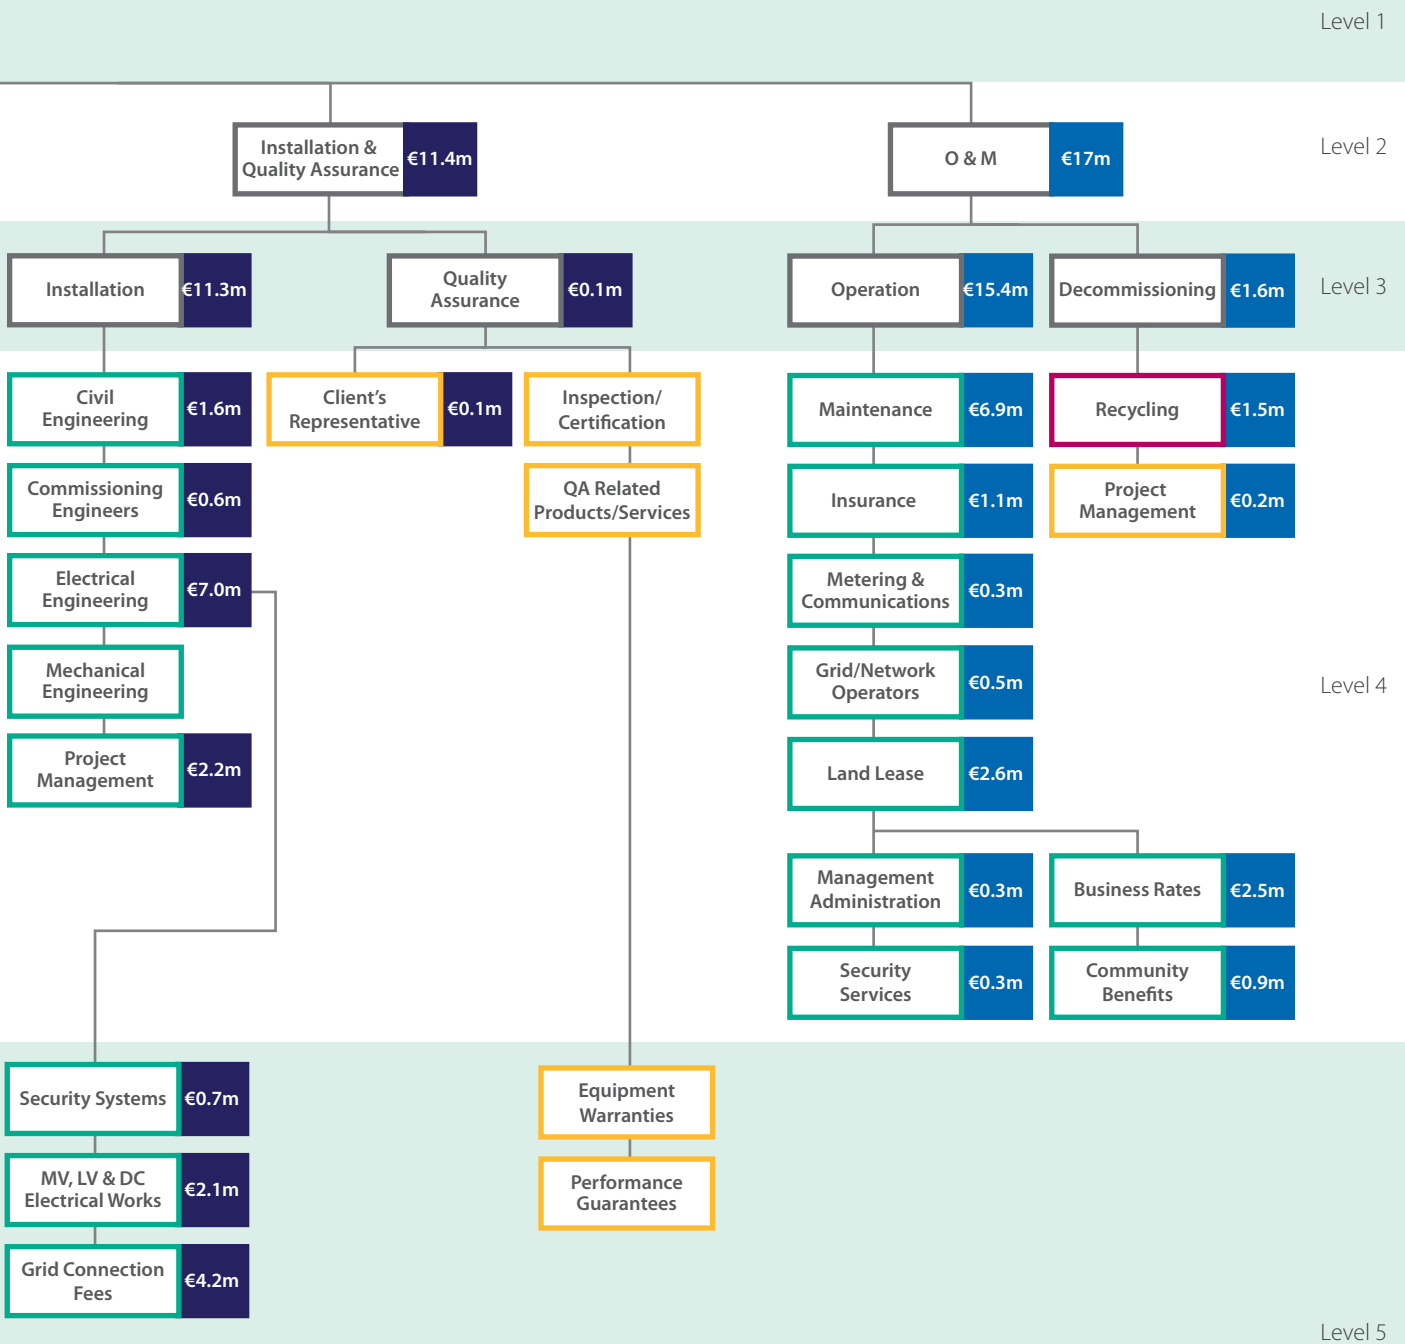 Level 1
Installation &
Quality Assurance
€11.4m
O & M
€17m
Level 2
Installation
€11.3m
Quality
Assurance
€0.1m
Operation
€15.4m
Decommissioning
€1.6m
Level 3
Civil
Engineering
€1.6m
Client’s
Representative
€0.1m
Inspection/
Certification
Maintenance
€6.9m
Recycling
€1.5m
Commissioning
Engineers
€0.6m
QA Related
Products/Services
Insurance
€1.1m
Project
Management
€0.2m
Electrical
Engineering
€7.0m
Metering &
Communications
€0.3m
Mechanical
Engineering
Grid/Network
Operators
€0.5m
Level 4
Project
Management
€2.2m
Land Lease
€2.6m
Management
Administration
€0.3m
Business Rates
€2.5m
Security
Services
€0.3m
Community
Benefits
€0.9m
Security Systems
€0.7m
Equipment
Warranties
MV, LV & DC
Electrical Works
€2.1m
Performance
Guarantees
Grid Connection
Fees
€4.2m
Level 5